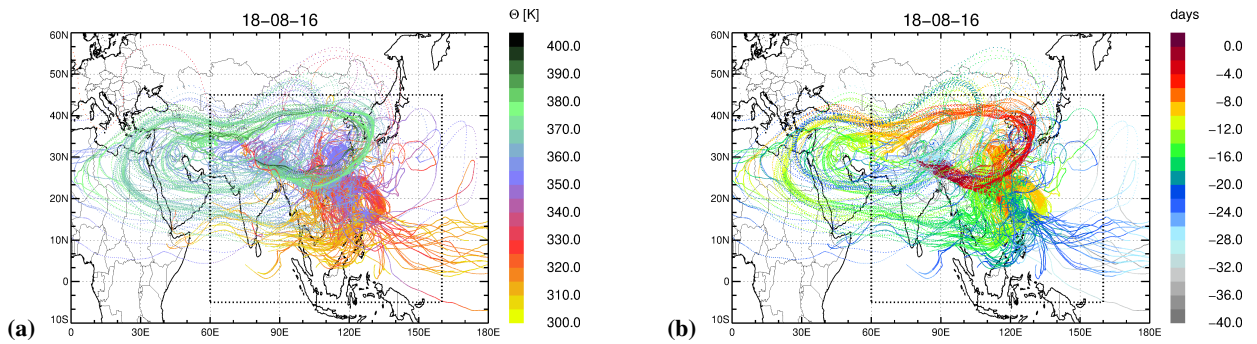 18−08−16
Θ [K]
60N
50N
40N
30N
20N
10N
0
10S
0
30E
60E
90E
120E
150E
180E
400.0
390.0
380.0
370.0
360.0
350.0
340.0
330.0
320.0
310.0
300.0
(a)
18−08−16
days
60N
50N
40N
30N
20N
10N
0
10S
0
30E
60E
90E
120E
150E
180E
0.0
−4.0
−8.0
−12.0
−16.0
−20.0
−24.0
−28.0
−32.0
−36.0
−40.0
(b)